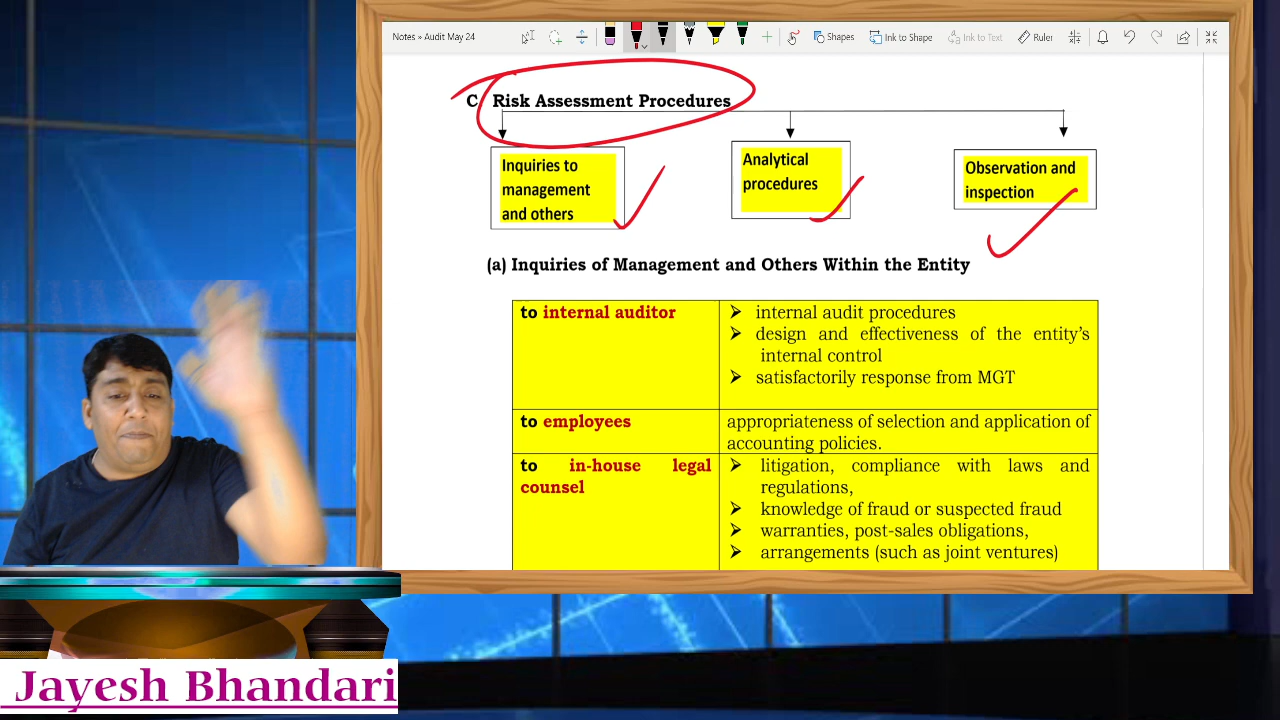 Notes » Audit May 24
Shapes
Ink to Shape
Ink to Text
Ruler
C Risk Assessment Procedures
Inquiries to
management
and others
Analytical
procedures
Observation and
inspection
(a) Inquiries of Management and Others Within the Entity
to internal auditor
➢ internal audit procedures
➢ design and effectiveness of the entity's
internal control
➢ satisfactorily response from MGT
to employees
appropriateness of selection and application of
accounting policies.
to in-house legal
counsel
➢ litigation, compliance with laws and
regulations,
➢ knowledge of fraud or suspected fraud
➢ warranties, post-sales obligations,
➢ arrangements (such as joint ventures)
Jayesh Bhandari